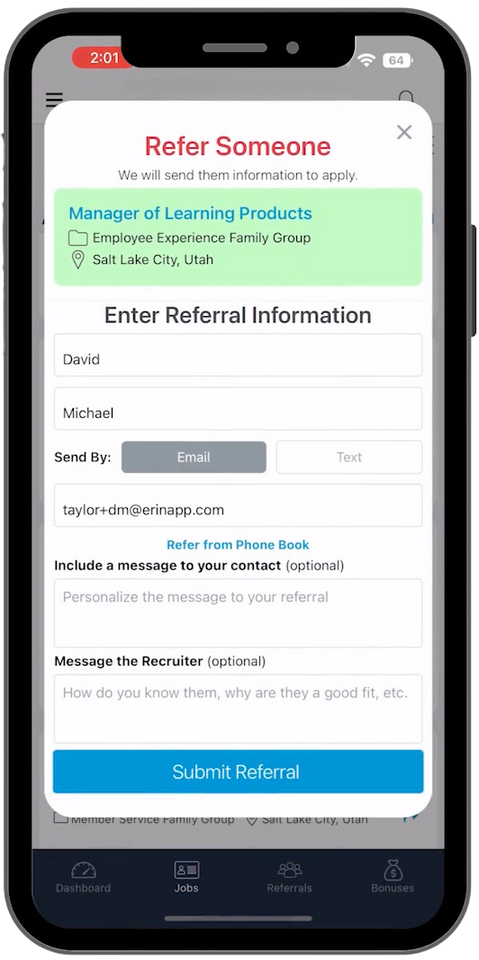 2:01
64
Refer Someone
We will send them information to apply.
Manager of Learning Products
Employee Experience Family Group
Salt Lake City, Utah
Enter Referral Information
David
Michael
Send By: Email Text
taylor+dm@erinapp.com
Refer from Phone Book
Include a message to your contact (optional)
Personalize the message to your referral
Message the Recruiter (optional)
How do you know them, why are they a good fit, etc.
Submit Referral
Member Service Family Group Salt Lake City, Utah
Dashboard Jobs Referrals Bonuses